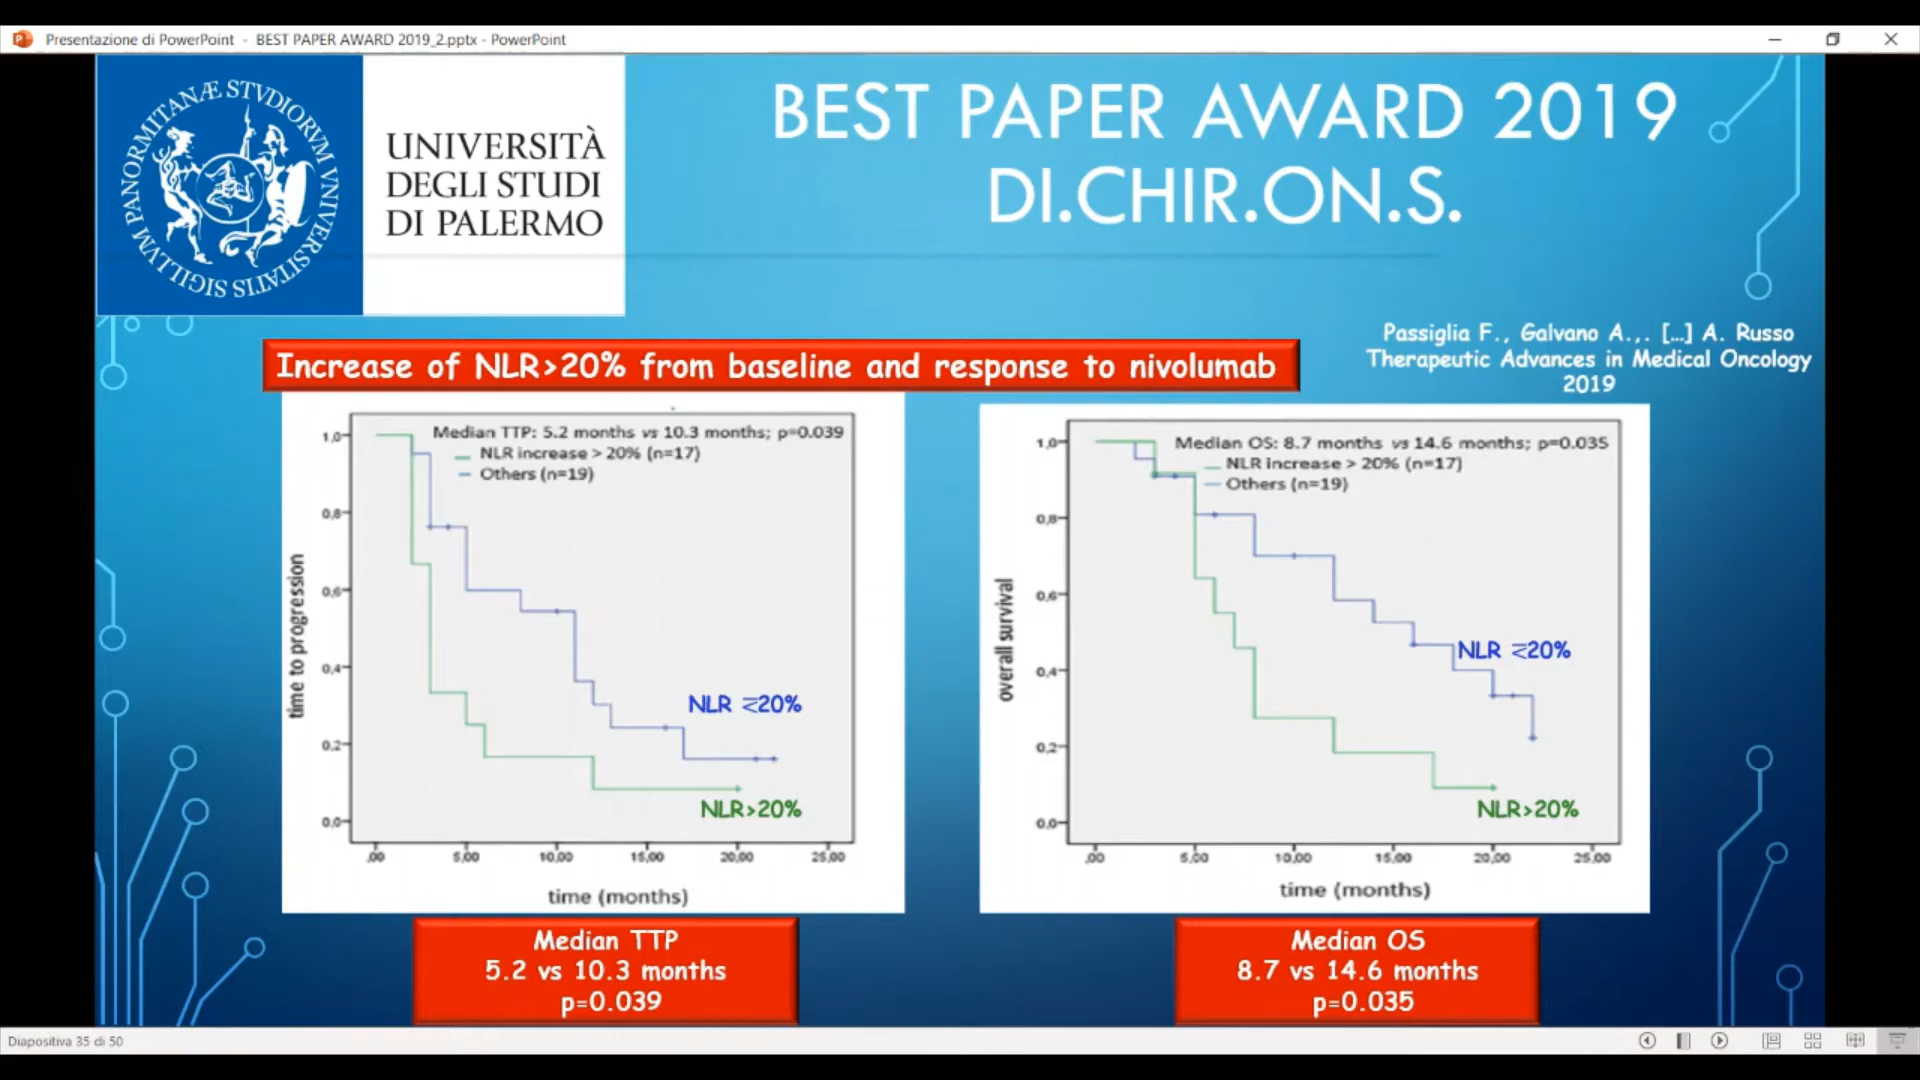 Presentazione di PowerPoint - BEST PAPER AWARD 2019_2.pptx - PowerPoint
SIGILLVM PANORMITANÆ STVDIORVM VNIVERSITATIS
UNIVERSITÀ
DEGLI STUDI
DI PALERMO
BEST PAPER AWARD 2019
DI.CHIR.ON.S.
Passiglia F., Galvano A.,. [...] A. Russo
Therapeutic Advances in Medical Oncology
2019
Increase of NLR>20% from baseline and response to nivolumab
Median TTP: 5.2 months vs 10.3 months; p=0.039
NLR increase > 20% (n=17)
Others (n=19)
time to progression
1,0
0,8
0,6
0,4
0,2
0,0
NLR ⋜20%
NLR>20%
,00 5,00 10,00 15,00 20,00 25,00
time (months)
Median OS: 8.7 months vs 14.6 months; p=0.035
NLR increase > 20% (n=17)
Others (n=19)
overall survival
1,0
0,8
0,6
0,4
0,2
0,0
NLR ⋜20%
NLR>20%
,00 5,00 10,00 15,00 20,00 25,00
time (months)
Median TTP
5.2 vs 10.3 months
p=0.039
Median OS
8.7 vs 14.6 months
p=0.035
Diapositiva 35 di 50